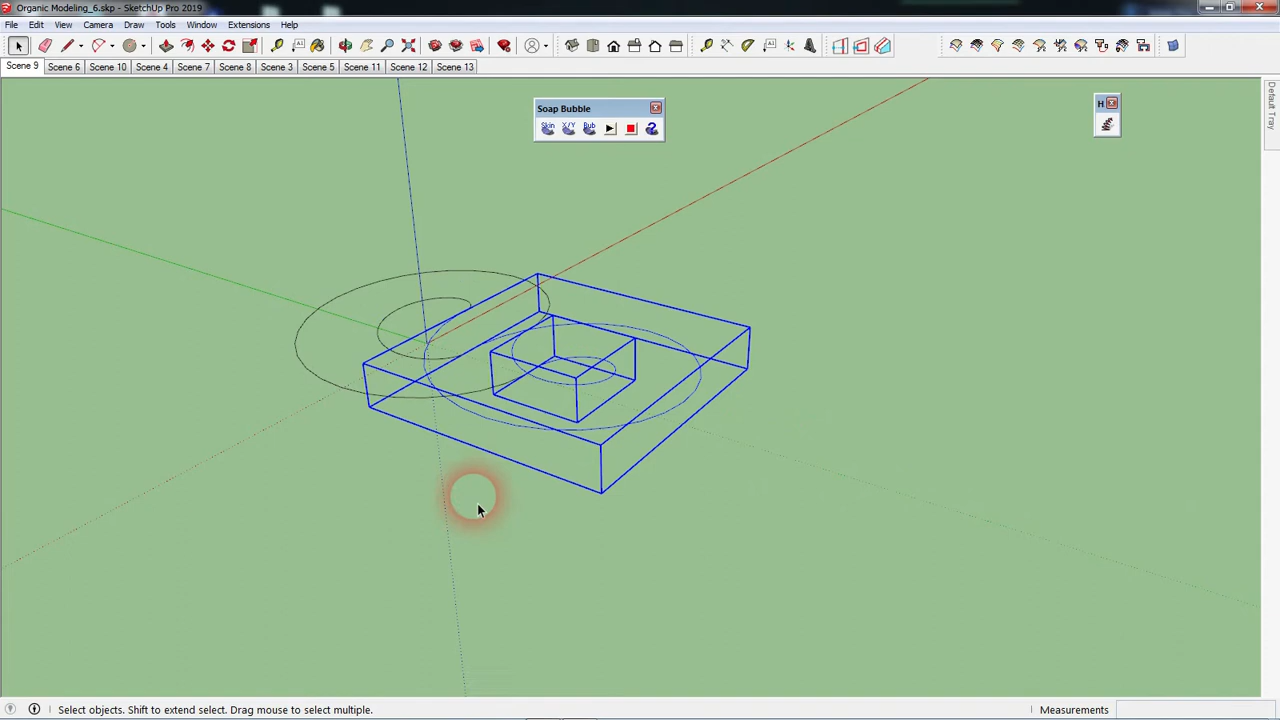 Organic Modeling_6.skp - SketchUp Pro 2019
File Edit View Camera Draw Tools Window Extensions Help
Scene 9 Scene 6 Scene 10 Scene 4 Scene 7 Scene 8 Scene 3 Scene 5 Scene 11 Scene 12 Scene 13
Soap Bubble
Skin X/Y Bub
H
Default Tray
Select objects. Shift to extend select. Drag mouse to select multiple.
Measurements